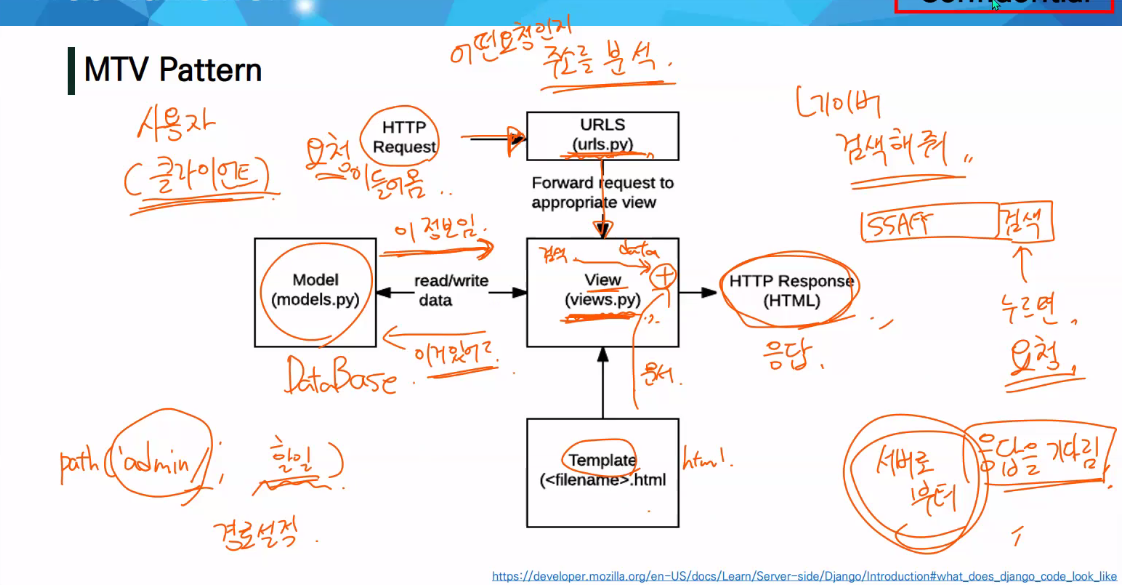 Confidential
MTV Pattern
어떤요청인지
주소를 분석.
사용자
(클라이언트)
HTTP
Request
요청이 들어옴..
URLS
(urls.py)
네이버
검색해줘,,
Forward request to
appropriate view
SSAFY 검색
이 정보임.
Model
(models.py)
read/write
data
검색
data
View
(views.py)
HTTP Response
(HTML)
누르면,
요청,
이거있어?
응답.
문서.
DataBase.
path('admin/', 할일)
Template
(<filename>.html
html.
서버로
부터
응답을 기다림,
경로설정.
https://developer.mozilla.org/en-US/docs/Learn/Server-side/Django/Introduction#what_does_django_code_look_like